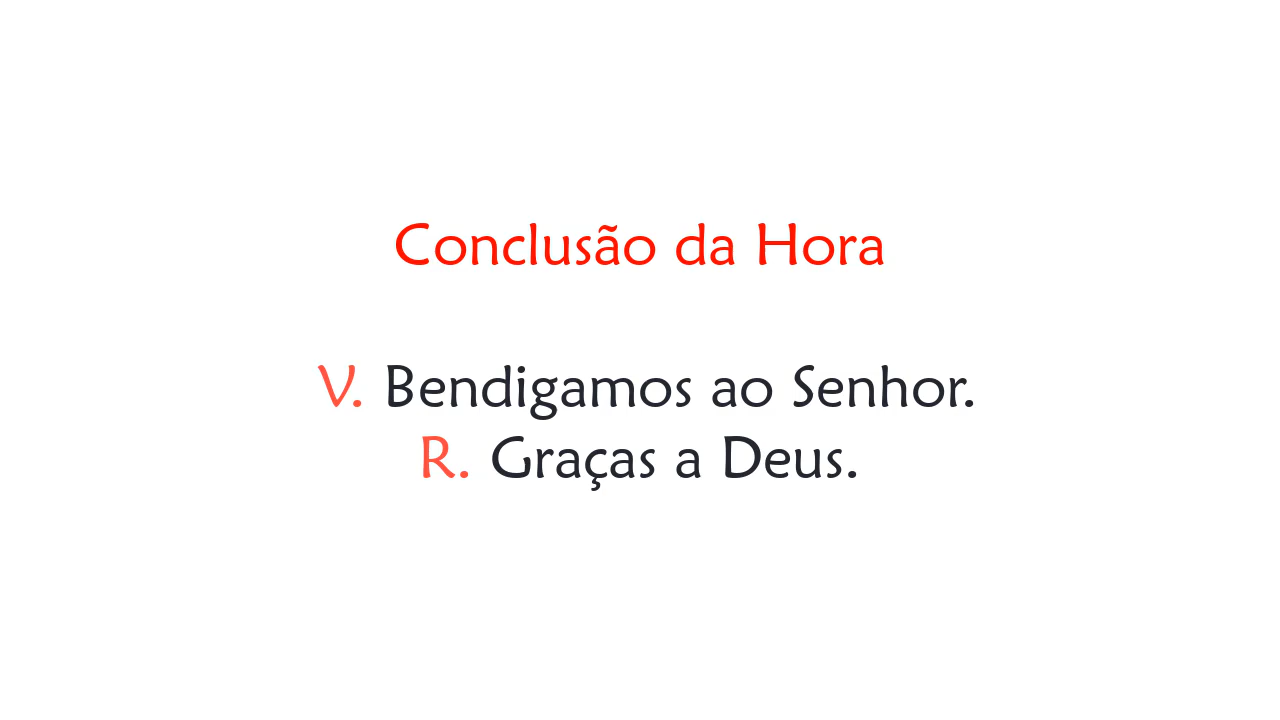 Conclusão da Hora
V. Bendigamos ao Senhor.
R. Graças a Deus.